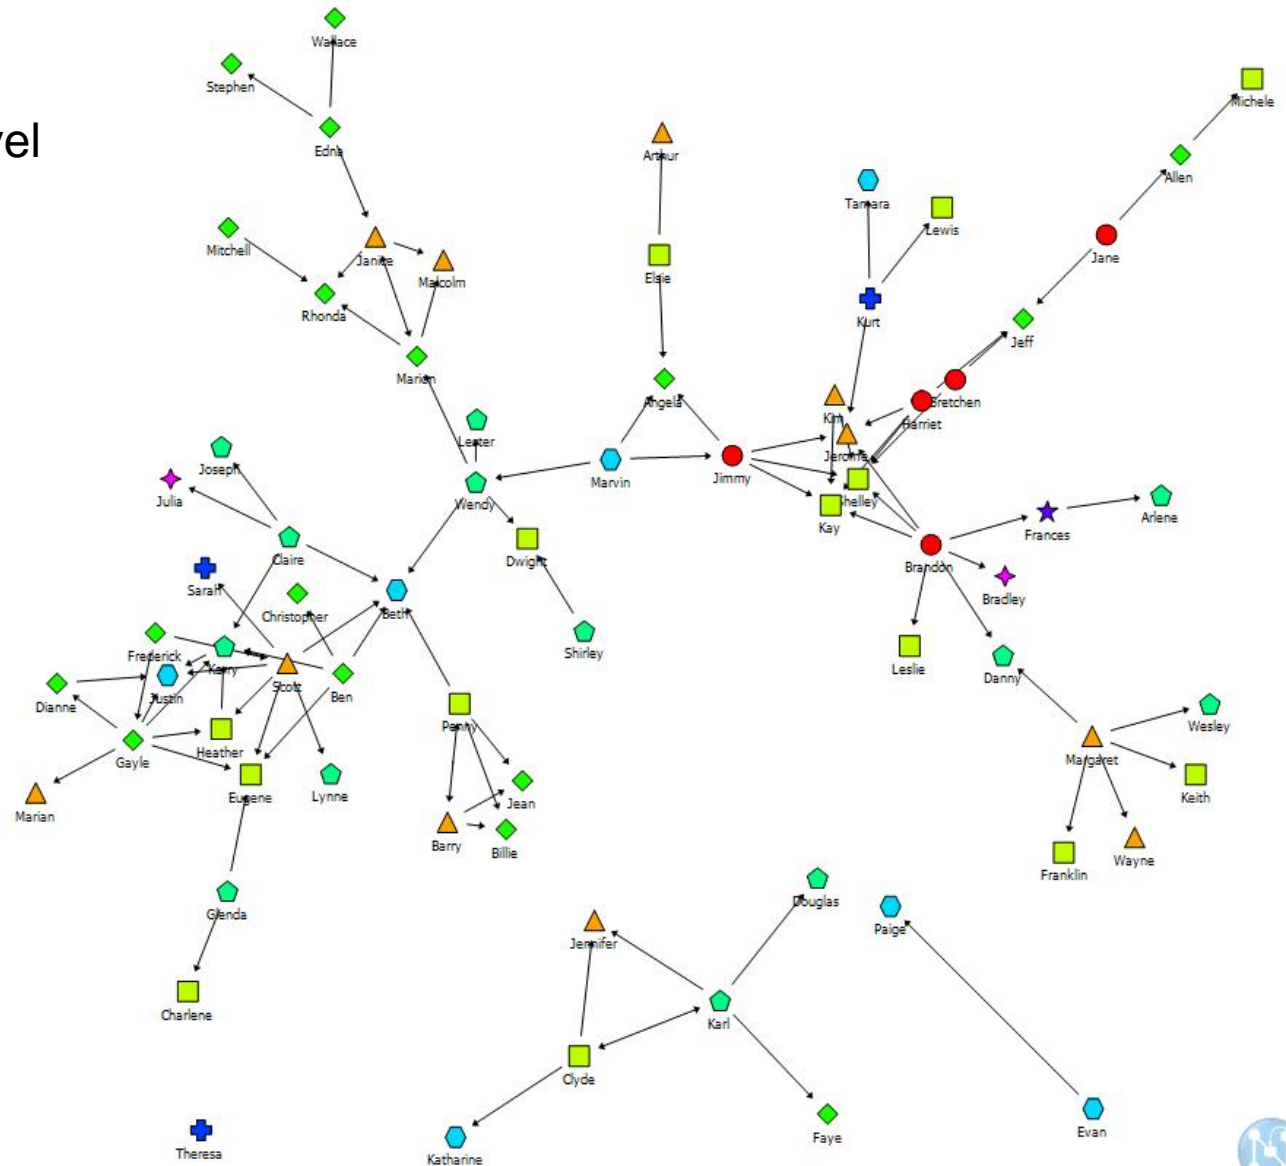 vel
Wallace
Stephen
Edna
Michele
Arthur
Allen
Tamara
Lewis
Mitchell
Janice
Jane
Malcolm
Elsie
Rhonda
Kurt
Jeff
Marion
Angela
Kim
Gretchen
Harriet
Lester
Jerome
Joseph
Julia
Wendy
Marvin
Jimmy
Shelley
Kay
Frances
Arlene
Claire
Dwight
Brandon
Sarah
Christopher
Beth
Bradley
Frederick
Kerry
Shirley
Leslie
Danny
Justin
Scott
Ben
Dianne
Penny
Wesley
Gayle
Heather
Margaret
Eugene
Lynne
Keith
Marian
Jean
Barry
Billie
Wayne
Franklin
Glenda
Douglas
Paige
Jennifer
Charlene
Karl
Clyde
Faye
Evan
Theresa
Katharine